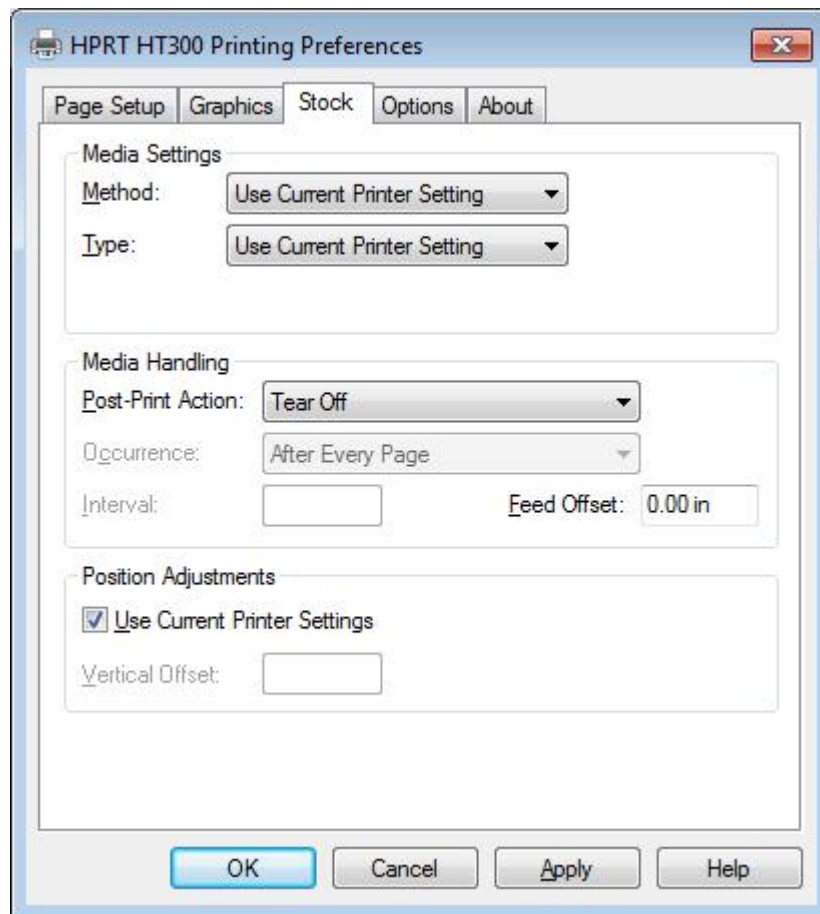 HPRT HT300 Printing Preferences
Page Setup Graphics Stock Options About
Media Settings
Method: Use Current Printer Setting
Type: Use Current Printer Setting
Media Handling
Post-Print Action: Tear Off
Occurrence: After Every Page
Interval: Feed Offset: 0.00 in
Position Adjustments
Use Current Printer Settings
Vertical Offset:
OK Cancel Apply Help